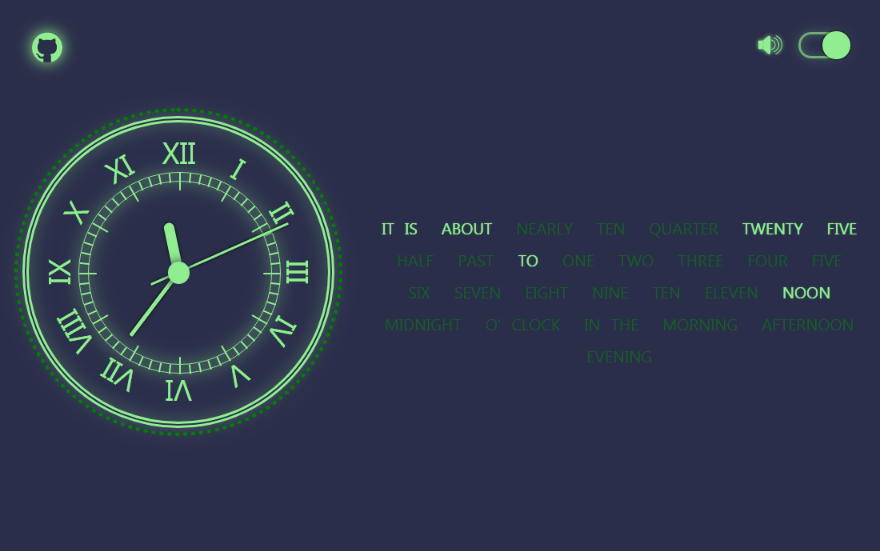 XII
I
II
III
IV
V
VI
VII
VIII
IX
X
XI
IT IS ABOUT NEARLY TEN QUARTER TWENTY FIVE
HALF PAST TO ONE TWO THREE FOUR FIVE
SIX SEVEN EIGHT NINE TEN ELEVEN NOON
MIDNIGHT O' CLOCK IN THE MORNING AFTERNOON
EVENING